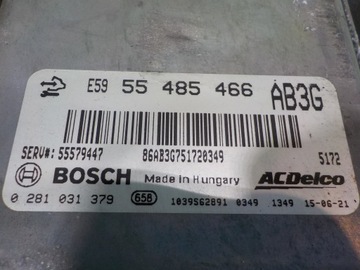 E59 55 485 466 AB3G
SERV#: 55579447 86AB3G751720349 5172
BOSCH Made in Hungary ACDelco
0 281 031 379 658 1039S62891 0349 1349 15-06-21